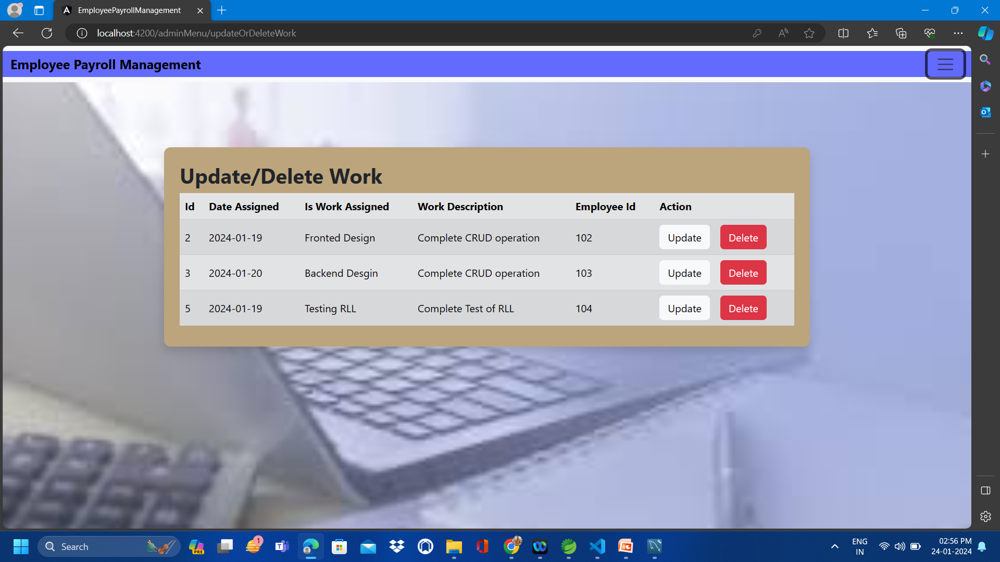 EmployeePayrollManagement
localhost:4200/adminMenu/updateOrDeleteWork
Employee Payroll Management
Update/Delete Work
Id Date Assigned Is Work Assigned Work Description Employee Id Action
2 2024-01-19 Fronted Design Complete CRUD operation 102 Update Delete
3 2024-01-20 Backend Desgin Complete CRUD operation 103 Update Delete
5 2024-01-19 Testing RLL Complete Test of RLL 104 Update Delete
Search
PRE
1
ENG
IN
02:56 PM
24-01-2024